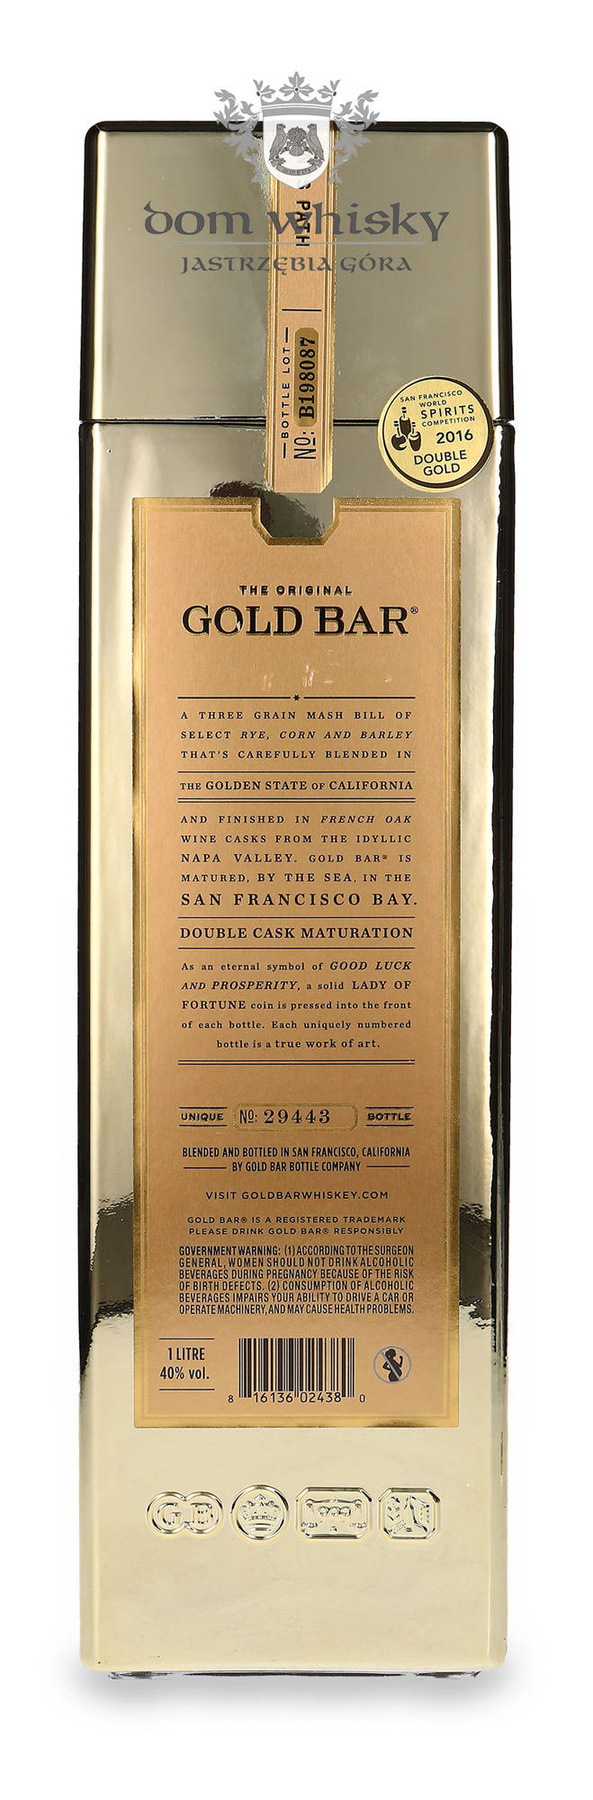 dom whisky
JASTRZĘBIA GÓRA
PATH
BOTTLE LOT
NO: B198087
SAN FRANCISCO
WORLD
SPIRITS
COMPETITION
2016
DOUBLE
GOLD
THE ORIGINAL
GOLD BAR®
A THREE GRAIN MASH BILL OF
SELECT RYE, CORN AND BARLEY
THAT'S CAREFULLY BLENDED IN
THE GOLDEN STATE OF CALIFORNIA
AND FINISHED IN FRENCH OAK
WINE CASKS FROM THE IDYLLIC
NAPA VALLEY. GOLD BAR® IS
MATURED, BY THE SEA, IN THE
SAN FRANCISCO BAY.
DOUBLE CASK MATURATION
As an eternal symbol of GOOD LUCK
AND PROSPERITY, a solid LADY OF
FORTUNE coin is pressed into the front
of each bottle. Each uniquely numbered
bottle is a true work of art.
UNIQUE NO: 29443 BOTTLE
BLENDED AND BOTTLED IN SAN FRANCISCO, CALIFORNIA
BY GOLD BAR BOTTLE COMPANY
VISIT GOLDBARWHISKEY.COM
GOLD BAR® IS A REGISTERED TRADEMARK
PLEASE DRINK GOLD BAR® RESPONSIBLY
GOVERNMENT WARNING: (1) ACCORDING TO THE SURGEON
GENERAL, WOMEN SHOULD NOT DRINK ALCOHOLIC
BEVERAGES DURING PREGNANCY BECAUSE OF THE RISK
OF BIRTH DEFECTS. (2) CONSUMPTION OF ALCOHOLIC
BEVERAGES IMPAIRS YOUR ABILITY TO DRIVE A CAR OR
OPERATE MACHINERY, AND MAY CAUSE HEALTH PROBLEMS.
1 LITRE
40% vol.
8 16136 02438 0
G B 999